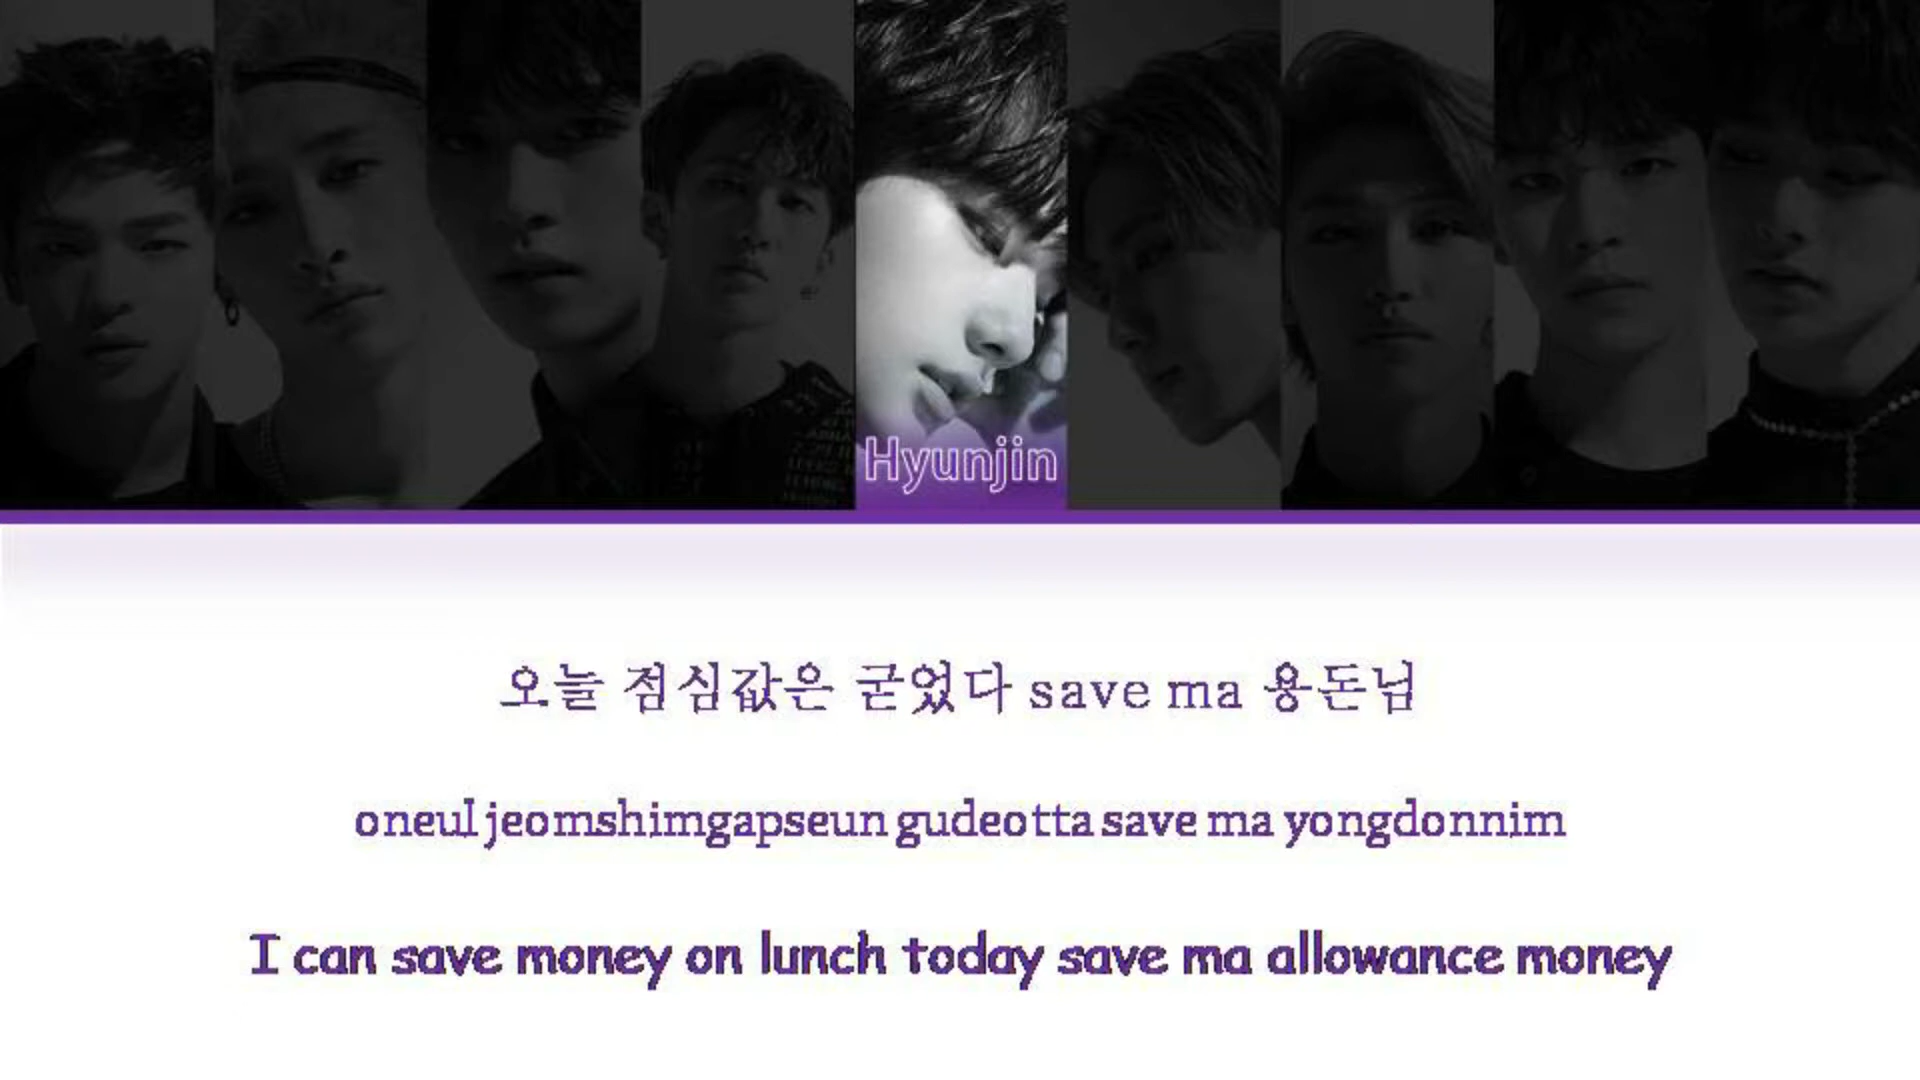 Hyunjin
오늘 점심값은 굳었다 save ma 용돈님
oneul jeomshimgapseun gudeotta save ma yongdonnim
I can save money on lunch today save ma allowance money